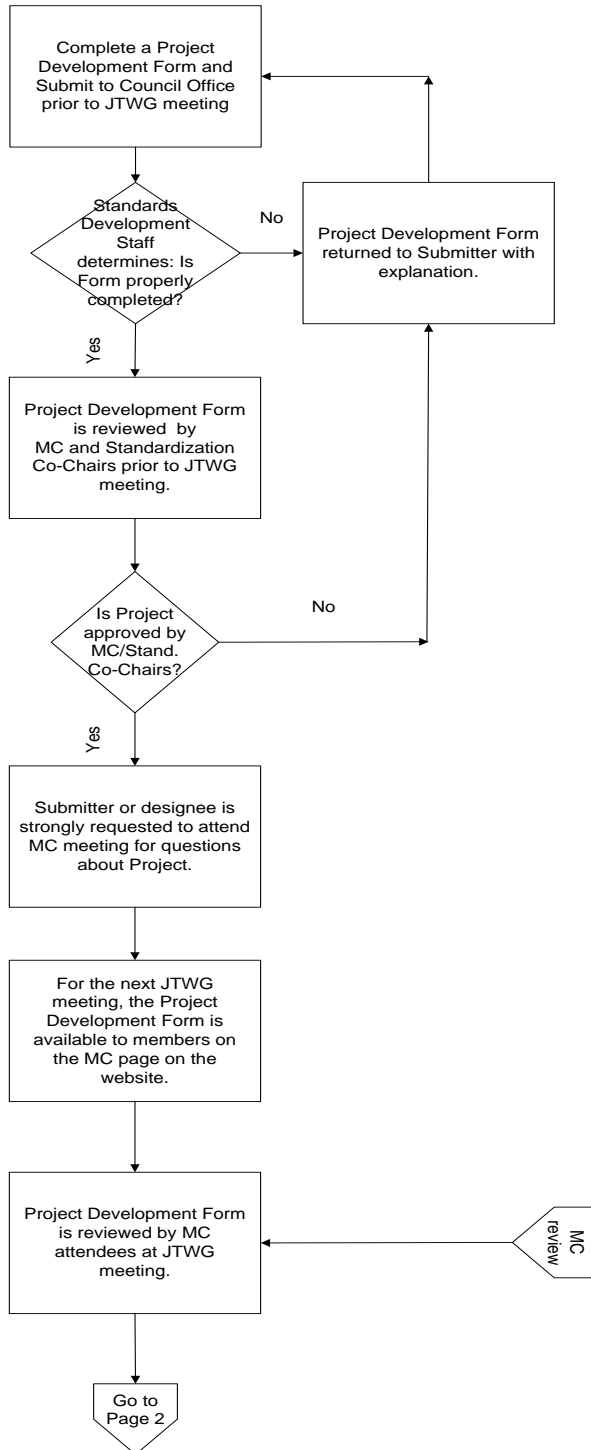 Complete a Project
Development Form and
Submit to Council Office
prior to JTWG meeting
Standards
Development
Staff
determines: Is
Form properly
completed?
No
Project Development Form
returned to Submitter with
explanation.
Yes
Project Development Form
is reviewed by
MC and Standardization
Co-Chairs prior to JTWG
meeting.
Is Project
approved by
MC/Stand.
Co-Chairs?
No
Yes
Submitter or designee is
strongly requested to attend
MC meeting for questions
about Project.
For the next JTWG
meeting, the Project
Development Form is
available to members on
the MC page on the
website.
Project Development Form
is reviewed by MC
attendees at JTWG
meeting.
MC
review
Go to
Page 2